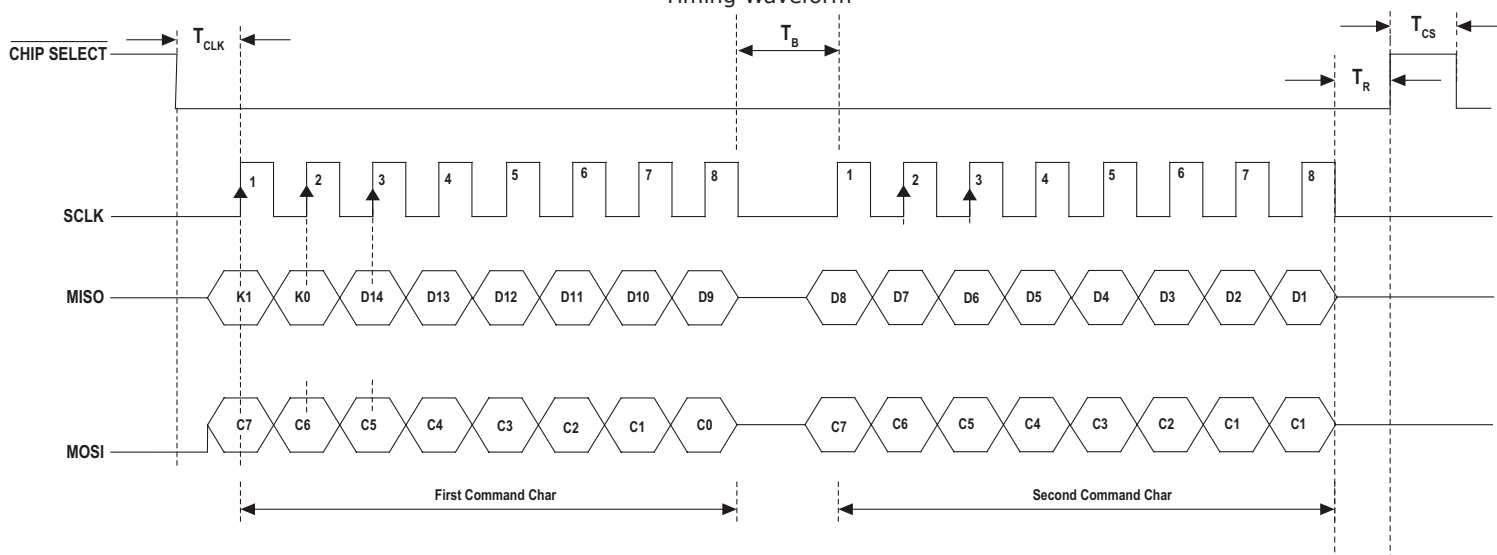 Timing Waveform
T_CLK
T_B
T_CS
CHIP SELECT
T_R
1 2 3 4 5 6 7 8 1 2 3 4 5 6 7 8
SCLK
MISO K1 K0 D14 D13 D12 D11 D10 D9 D8 D7 D6 D5 D4 D3 D2 D1
C7 C6 C5 C4 C3 C2 C1 C0 C7 C6 C5 C4 C3 C2 C1 C1
MOSI
First Command Char
Second Command Char